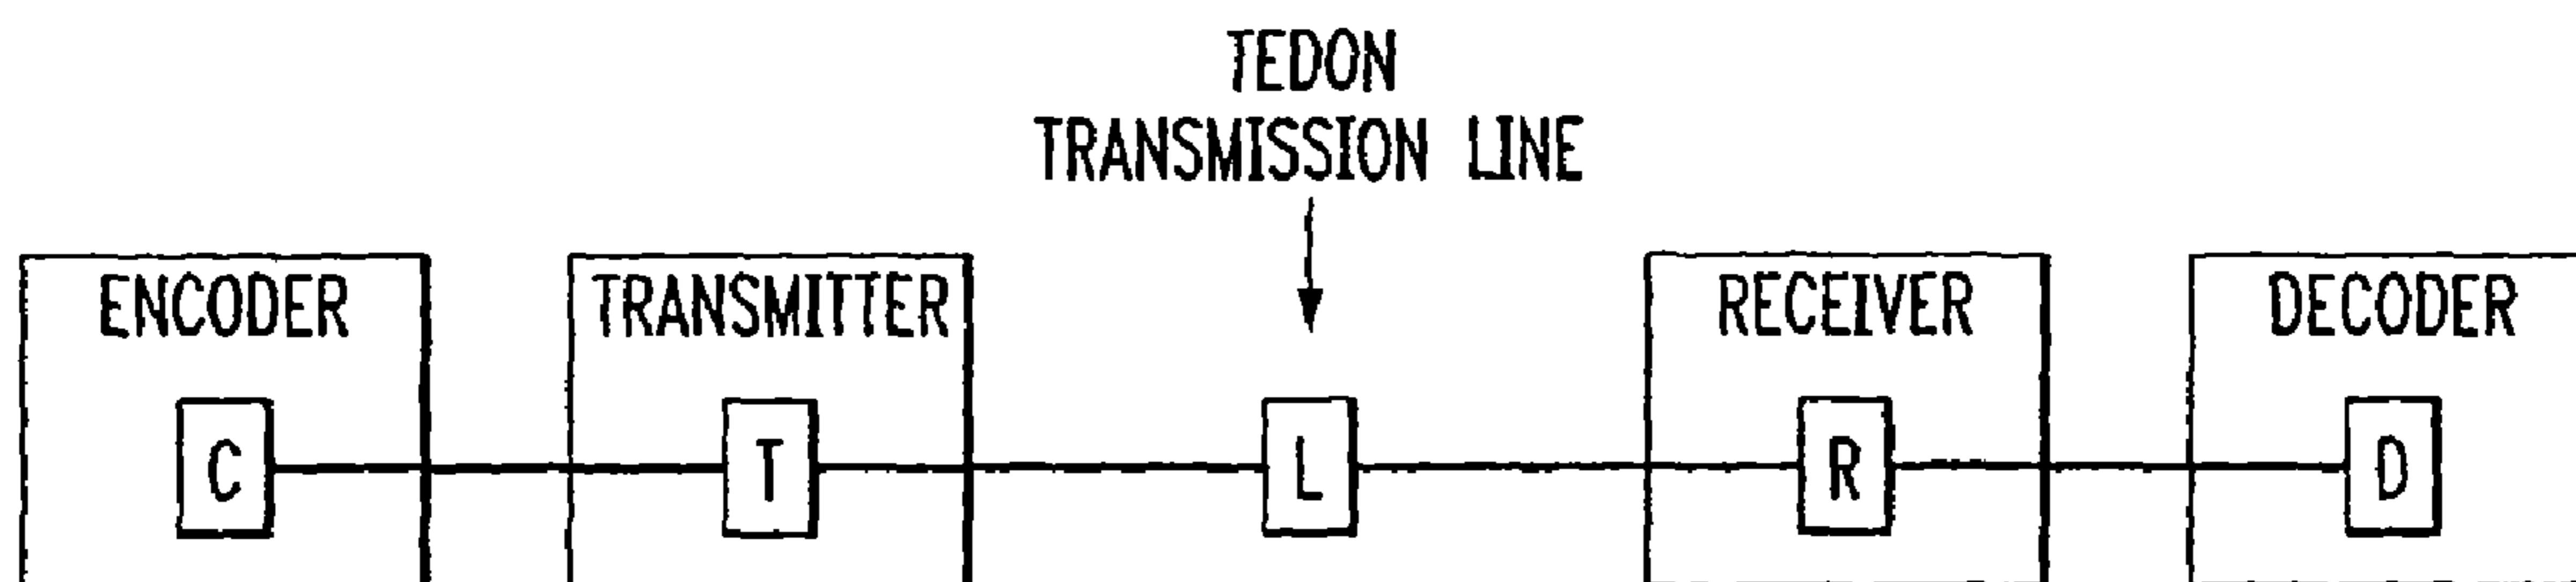 TEDON
TRANSMISSION LINE
ENCODER
TRANSMITTER
RECEIVER
DECODER
C
T
L
R
D